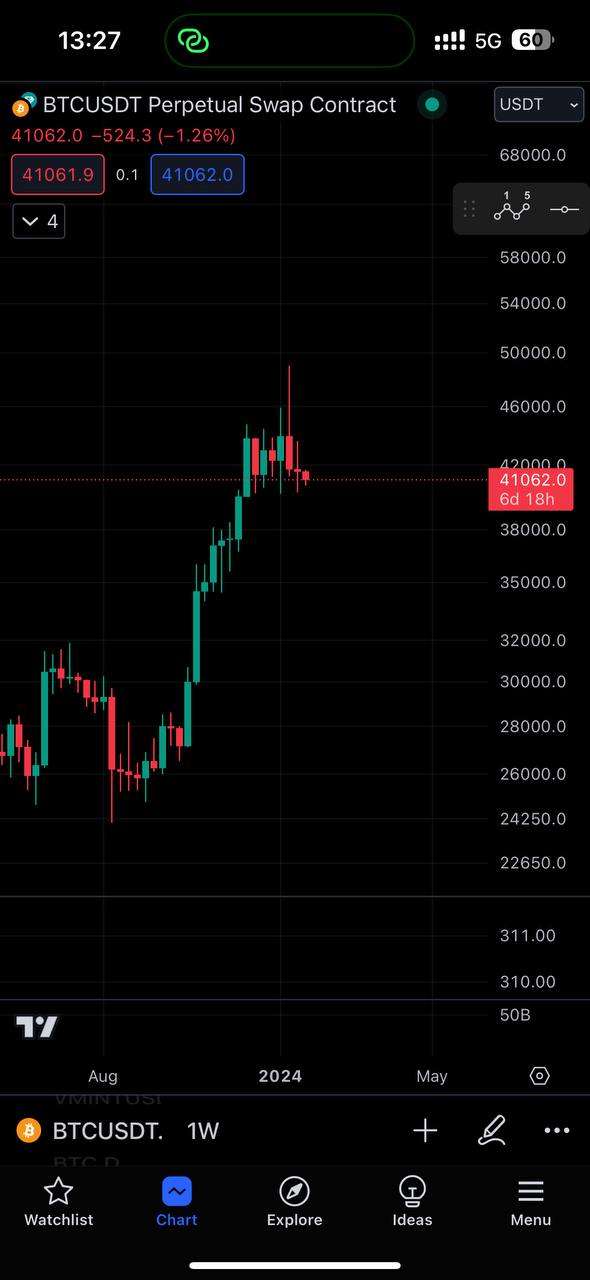 13:27
5G 60
BTCUSDT Perpetual Swap Contract
USDT
41062.0 −524.3 (−1.26%)
41061.9 0.1 41062.0
4
1 5
68000.0
58000.0
54000.0
50000.0
46000.0
42000.0
41062.0
6d 18h
38000.0
35000.0
32000.0
30000.0
28000.0
26000.0
24250.0
22650.0
311.00
310.00
50B
Aug 2024 May
BTCUSDT. 1W
BTC.D
Watchlist Chart Explore Ideas Menu